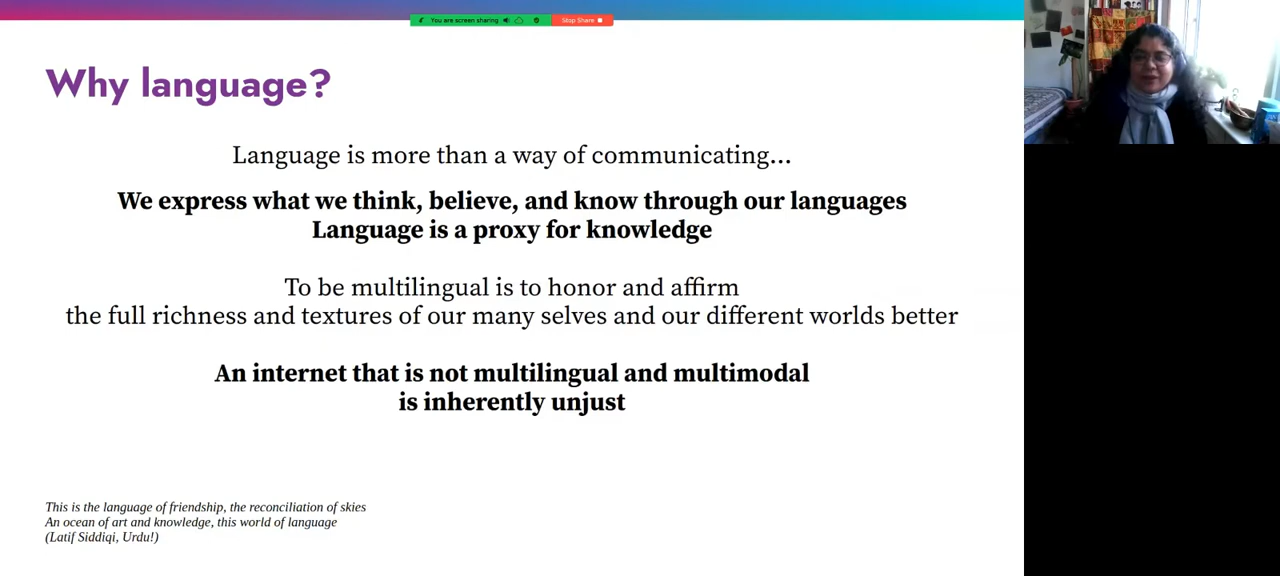 You are screen sharing
Stop Share
Why language?
Language is more than a way of communicating...
We express what we think, believe, and know through our languages
Language is a proxy for knowledge
To be multilingual is to honor and affirm
the full richness and textures of our many selves and our different worlds better
An internet that is not multilingual and multimodal
is inherently unjust
This is the language of friendship, the reconciliation of skies
An ocean of art and knowledge, this world of language
(Latif Siddiqi, Urdu!)